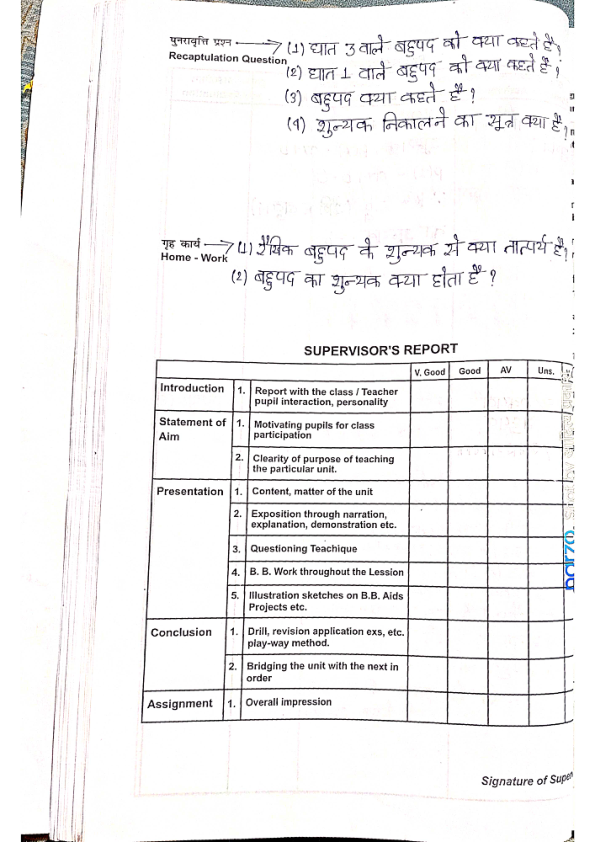 पुनरावृत्ति प्रश्न → (1) घात 3 वाले बहुपद को क्या कहते हैं,
Recaptulation Question
(2) घात 1 वाले बहुपद को क्या कहते हैं,
(3) बहुपद क्या कहते हैं ?
(4) शुन्यक निकालने का सूत्र क्या है,
गृह कार्य → (1) रैखिक बहुपद के शुन्यक से क्या तात्पर्य है,
Home - Work
(2) बहुपद का शुन्यक क्या होता है ?
SUPERVISOR'S REPORT
V. Good Good AV Uns.
Introduction 1. Report with the class / Teacher
pupil interaction, personality
Statement of 1. Motivating pupils for class
Aim participation
2. Clearity of purpose of teaching
the particular unit.
Presentation 1. Content, matter of the unit
2. Exposition through narration,
explanation, demonstration etc.
3. Questioning Teachique
4. B. B. Work throughout the Lession
5. Illustration sketches on B.B. Aids
Projects etc.
Conclusion 1. Drill, revision application exs, etc.
play-way method.
2. Bridging the unit with the next in
order
Assignment 1. Overall impression
Signature of Super